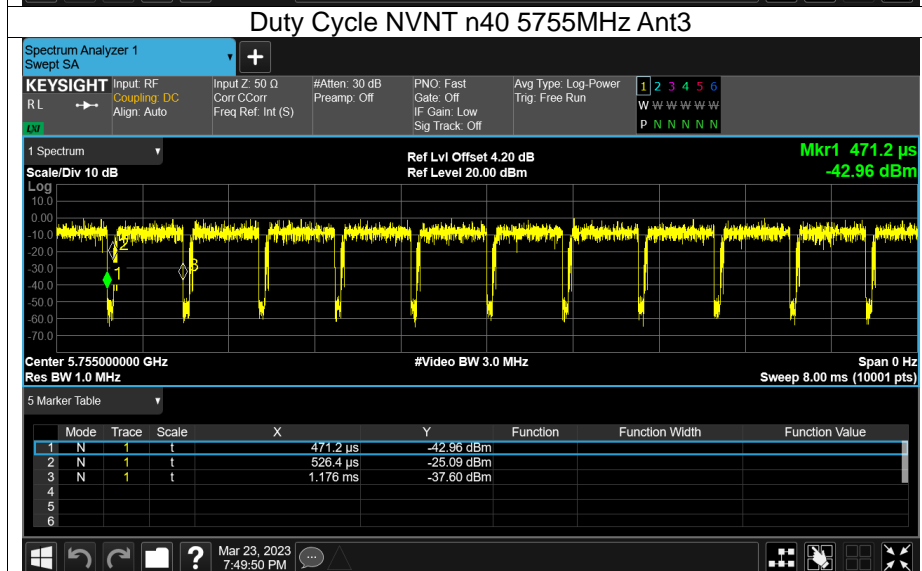 Duty Cycle NVNT n40 5755MHz Ant3
Spectrum Analyzer 1
Swept SA
+
KEYSIGHT Input: RF Input Z: 50 Ω #Atten: 30 dB PNO: Fast Avg Type: Log-Power 1 2 3 4 5 6
R L Coupling: DC Corr CCorr Preamp: Off Gate: Off Trig: Free Run W W W W W W
Align: Auto Freq Ref: Int (S) IF Gain: Low
LXI Sig Track: Off P N N N N N
1 Spectrum Ref Lvl Offset 4.20 dB Mkr1 471.2 µs
Scale/Div 10 dB Ref Level 20.00 dBm -42.96 dBm
Log
10.0
0.00
-10.0
-20.0
-30.0
-40.0
-50.0
-60.0
-70.0
1
2
3
Center 5.755000000 GHz #Video BW 3.0 MHz Span 0 Hz
Res BW 1.0 MHz Sweep 8.00 ms (10001 pts)
5 Marker Table
Mode Trace Scale X Y Function Function Width Function Value
1 N 1 t 471.2 µs -42.96 dBm
2 N 1 t 526.4 µs -25.09 dBm
3 N 1 t 1.176 ms -37.60 dBm
4
5
6
? Mar 23, 2023
7:49:50 PM